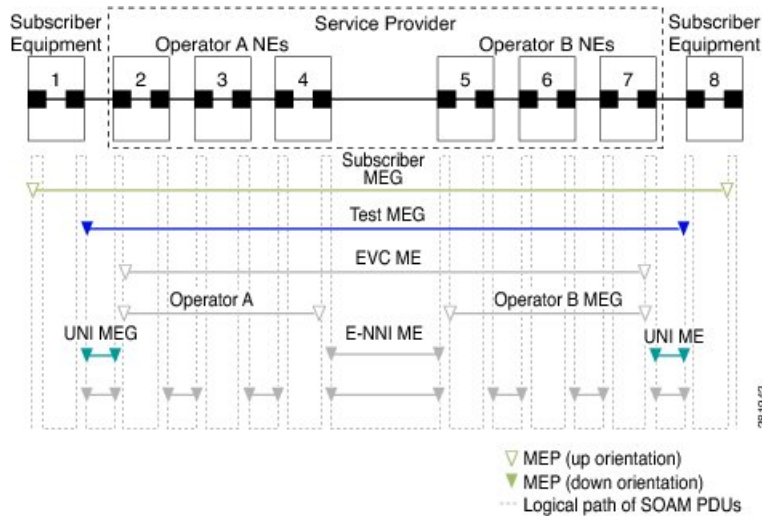 Subscriber
Equipment
Service Provider
Subscriber
Equipment
Operator A NEs
Operator B NEs
1
2
3
4
5
6
7
8
Subscriber
MEG
Test MEG
EVC ME
Operator A
Operator B MEG
UNI MEG
E-NNI ME
UNI ME
MEP (up orientation)
MEP (down orientation)
Logical path of SOAM PDUs